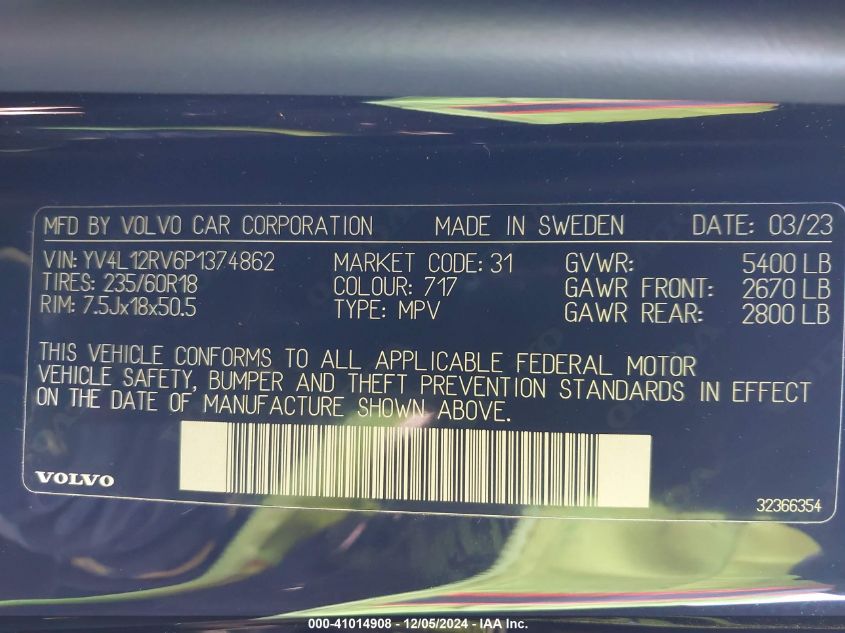 MFD BY VOLVO CAR CORPORATION MADE IN SWEDEN DATE: 03/23
VIN: YV4L12RV6P1374862 MARKET CODE: 31 GVWR: 5400 LB
TIRES: 235/60R18 COLOUR: 717 GAWR FRONT: 2670 LB
RIM: 7.5Jx18x50.5 TYPE: MPV GAWR REAR: 2800 LB
THIS VEHICLE CONFORMS TO ALL APPLICABLE FEDERAL MOTOR
VEHICLE SAFETY, BUMPER AND THEFT PREVENTION STANDARDS IN EFFECT
ON THE DATE OF MANUFACTURE SHOWN ABOVE.
VOLVO
32366354
000-41014908 - 12/05/2024 - IAA Inc.